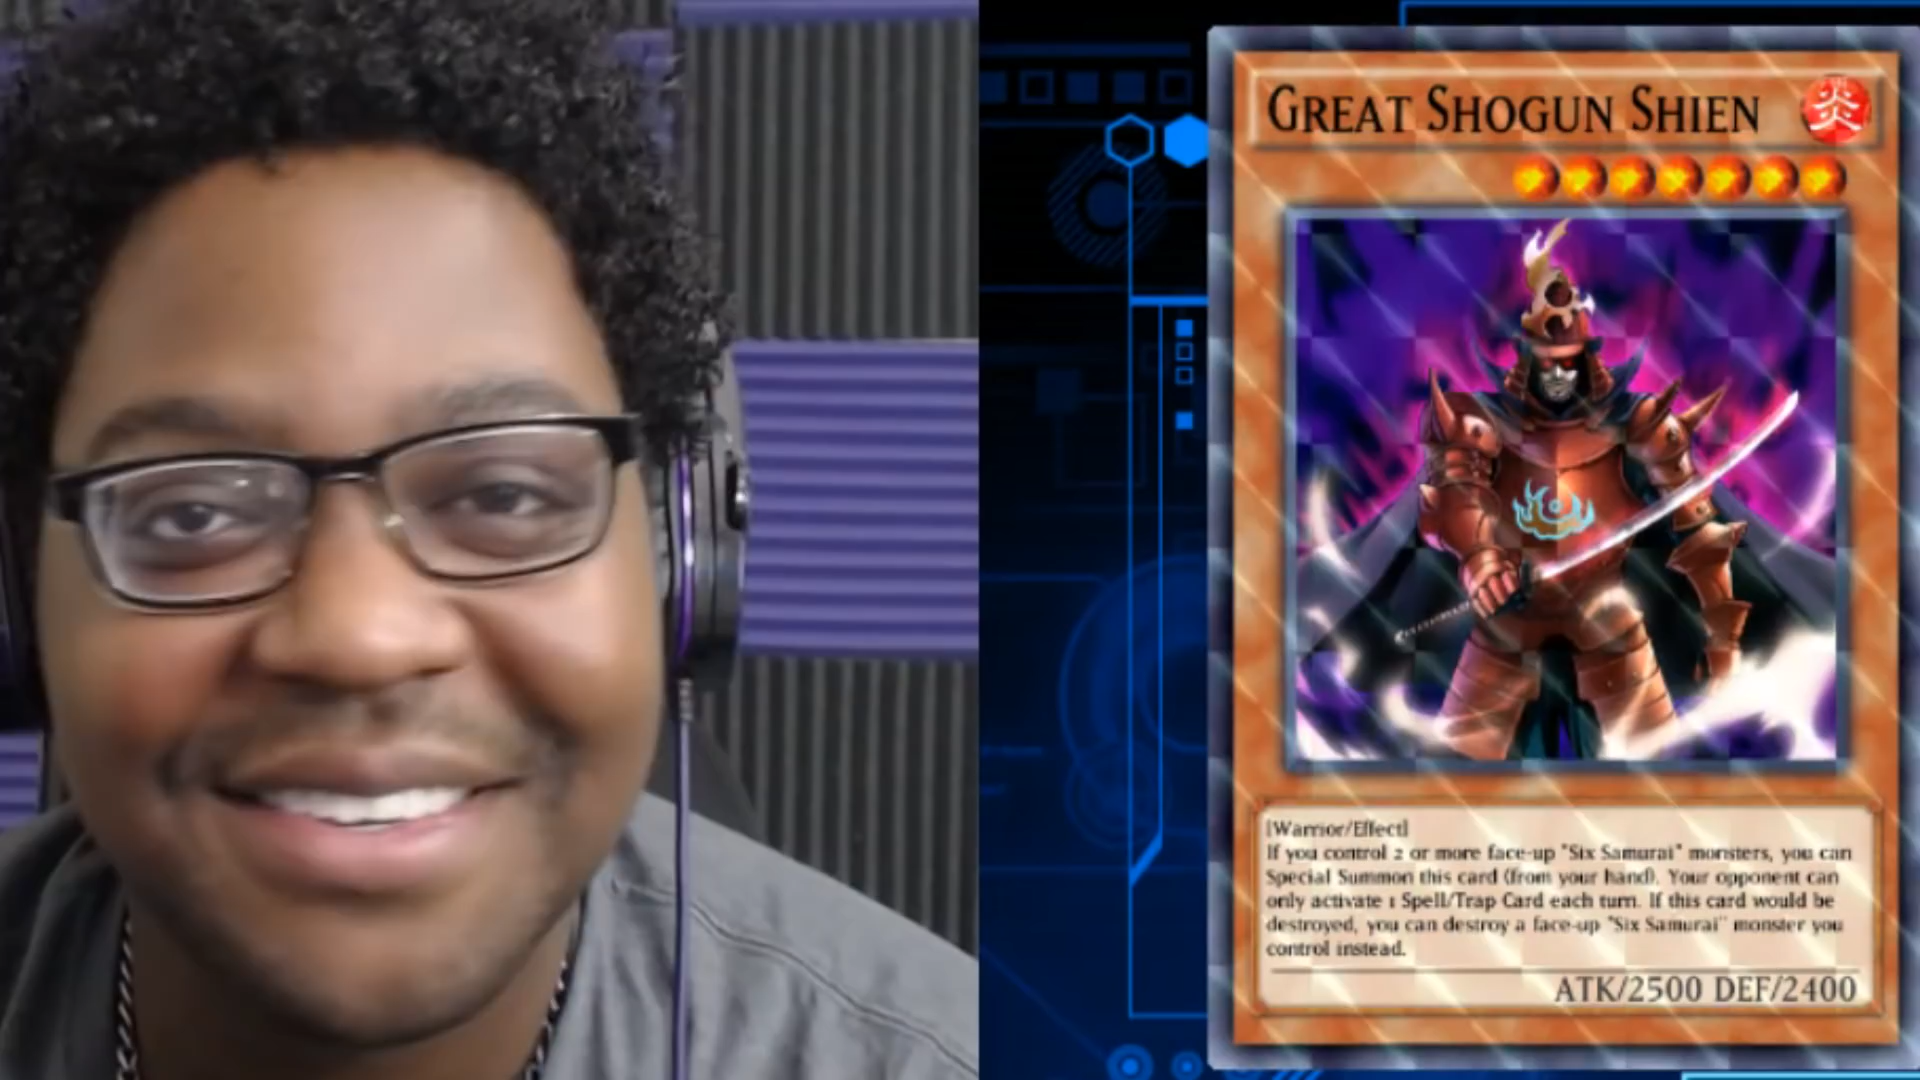 GREAT SHOGUN SHIEN
炎
[Warrior/Effect]
If you control 2 or more face-up "Six Samurai" monsters, you can
Special Summon this card (from your hand). Your opponent can
only activate 1 Spell/Trap Card each turn. If this card would be
destroyed, you can destroy a face-up "Six Samurai" monster you
control instead.
ATK/2500 DEF/2400